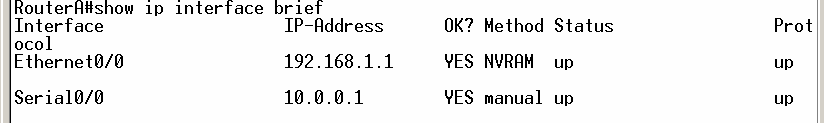 RouterA#show ip interface brief
Interface IP-Address OK? Method Status Prot
ocol
Ethernet0/0 192.168.1.1 YES NVRAM up up
Serial0/0 10.0.0.1 YES manual up up